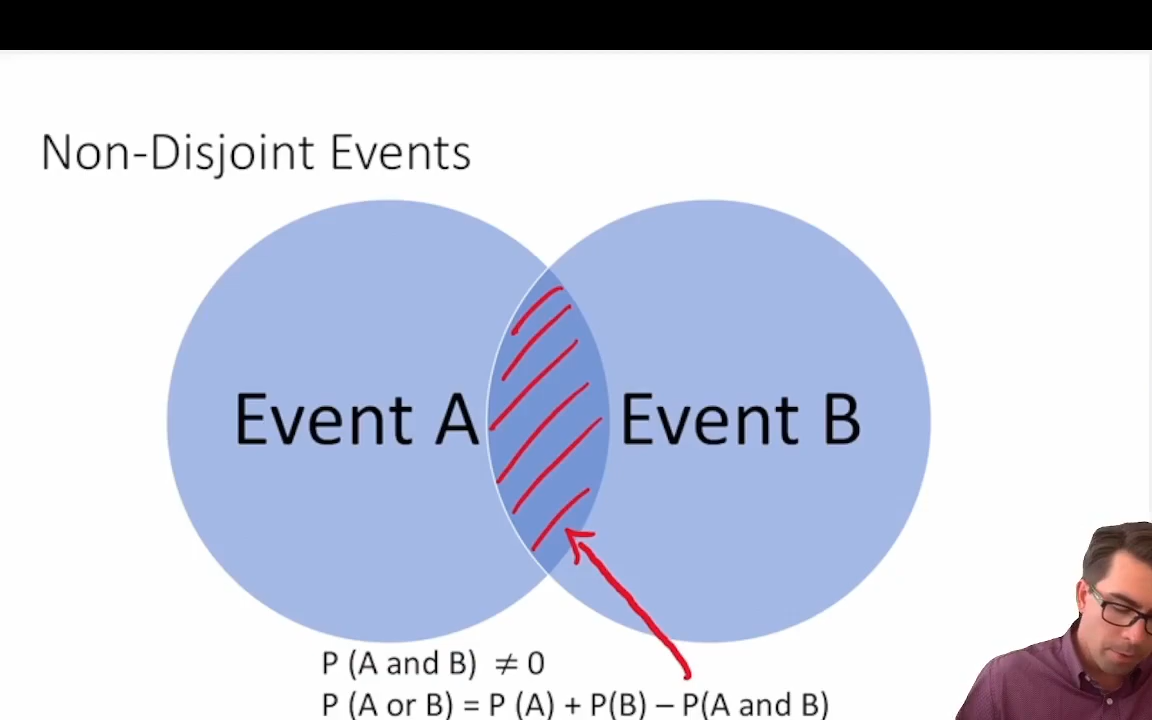 Non-Disjoint Events
Event A
Event B
P (A and B) ≠ 0
P (A or B) = P (A) + P(B) – P(A and B)